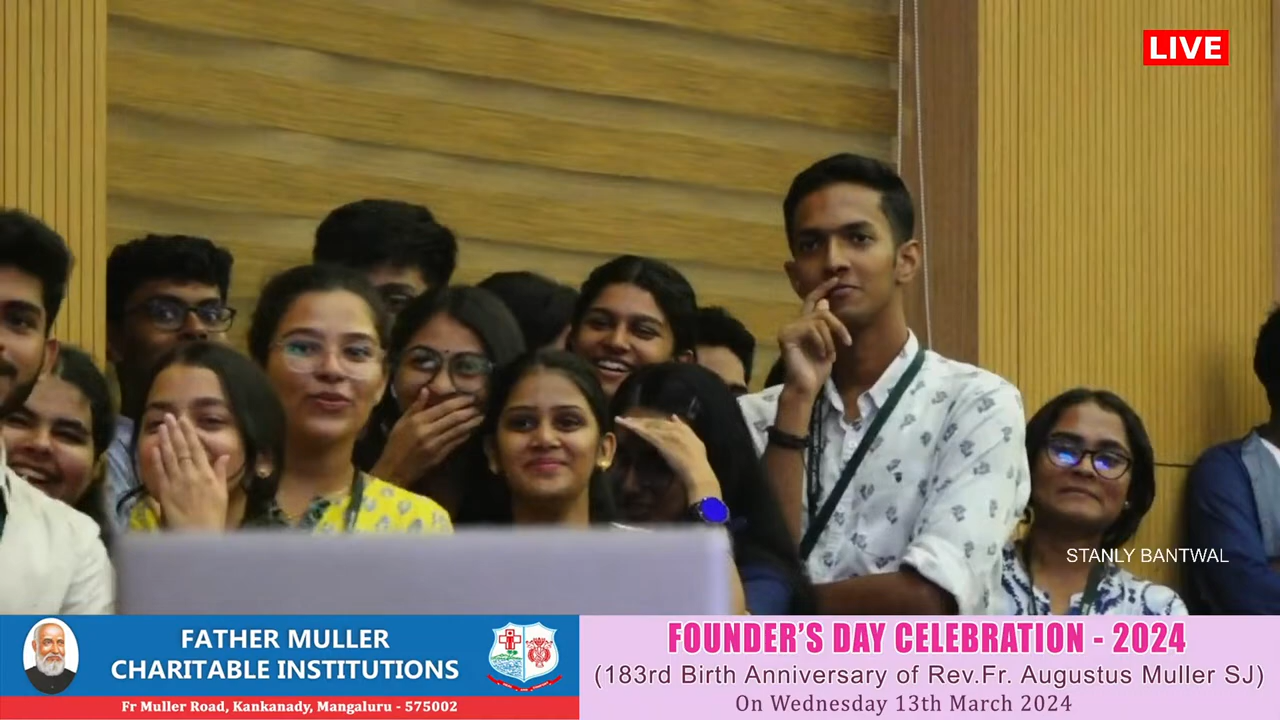 LIVE
STANLY BANTWAL
FATHER MULLER
CHARITABLE INSTITUTIONS
Fr Muller Road, Kankanady, Mangaluru - 575002
FOUNDER'S DAY CELEBRATION - 2024
(183rd Birth Anniversary of Rev.Fr. Augustus Muller SJ)
On Wednesday 13th March 2024